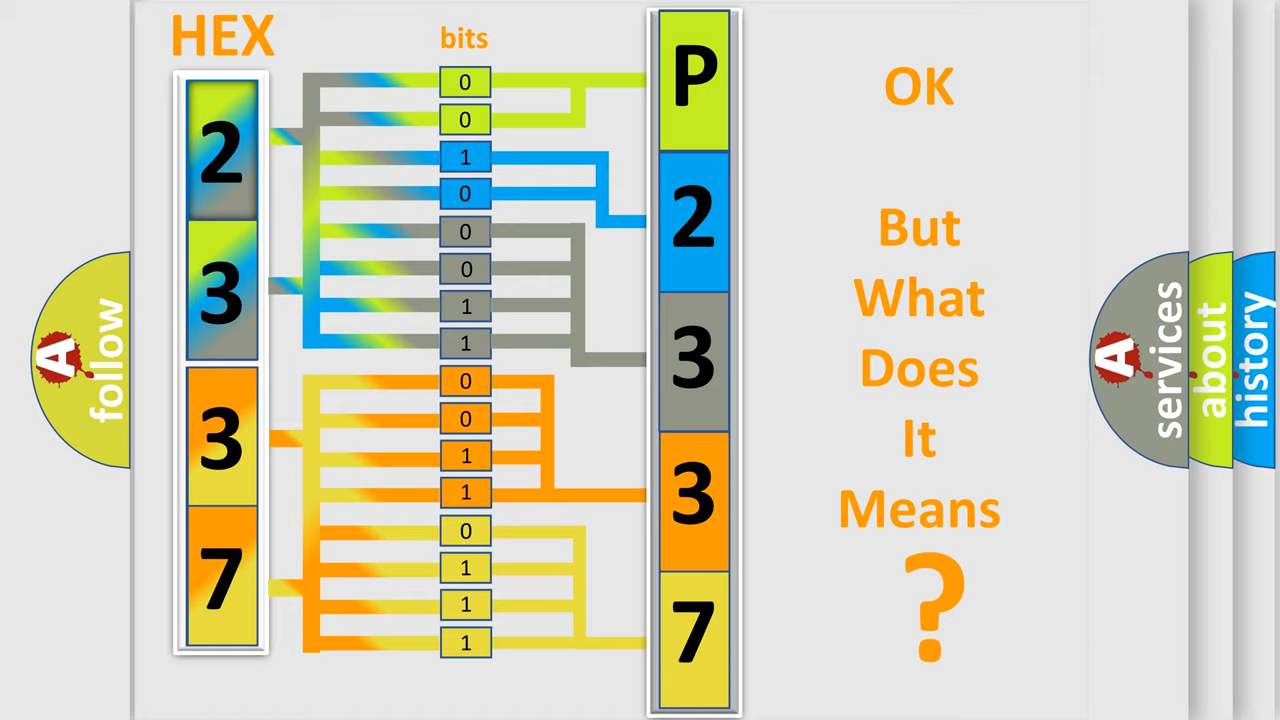 HEX
bits
2
3
3
7
0
0
1
0
0
0
1
1
0
0
1
1
0
1
1
1
P
2
3
3
7
OK
But
What
Does
It
Means
?
A
follow
A
services
about
history